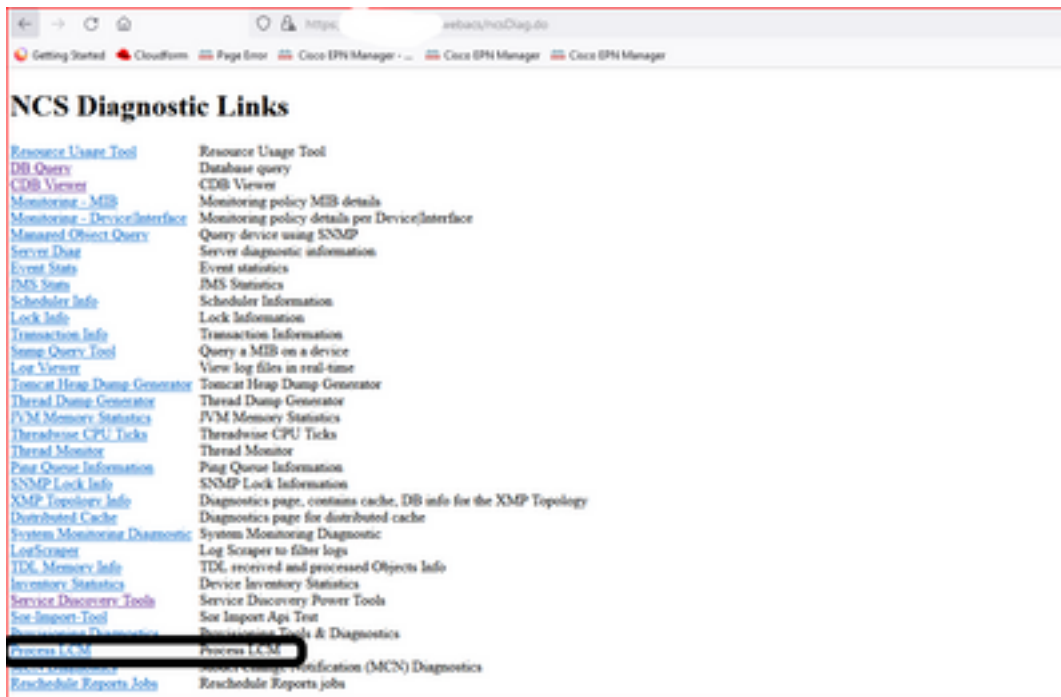 https: webacs/ncsDiag.do
Getting Started Cloudform Page Error Cisco EPN Manager - ... Cisco EPN Manager Cisco EPN Manager
NCS Diagnostic Links
Resource Usage Tool Resource Usage Tool
DB Query Database query
CDB Viewer CDB Viewer
Monitoring - MIB Monitoring policy MIB details
Monitoring - Device|Interface Monitoring policy details per Device|Interface
Managed Object Query Query device using SNMP
Server Diag Server diagnostic information
Event Stats Event statistics
JMS Stats JMS Statistics
Scheduler Info Scheduler Information
Lock Info Lock Information
Transaction Info Transaction Information
Snmp Query Tool Query a MIB on a device
Log Viewer View log files in real-time
Tomcat Heap Dump Generator Tomcat Heap Dump Generator
Thread Dump Generator Thread Dump Generator
JVM Memory Statistics JVM Memory Statistics
Threadwise CPU Ticks Threadwise CPU Ticks
Thread Monitor Thread Monitor
Ping Queue Information Ping Queue Information
SNMP Lock Info SNMP Lock Information
XMP Topology Info Diagnostics page, contains cache, DB info for the XMP Topology
Distributed Cache Diagnostics page for distributed cache
System Monitoring Diagnostic System Monitoring Diagnostic
LogScraper Log Scraper to filter logs
TDL Memory Info TDL received and processed Objects Info
Inventory Statistics Device Inventory Statistics
Service Discovery Tools Service Discovery Power Tools
Sor-Import-Tool Sor Import Api Test
Provisioning Diagnostics Provisioning Tools & Diagnostics
Process LCM Process LCM
MCN Diagnostics Model Change Notification (MCN) Diagnostics
Reschedule Reports Jobs Reschedule Reports jobs